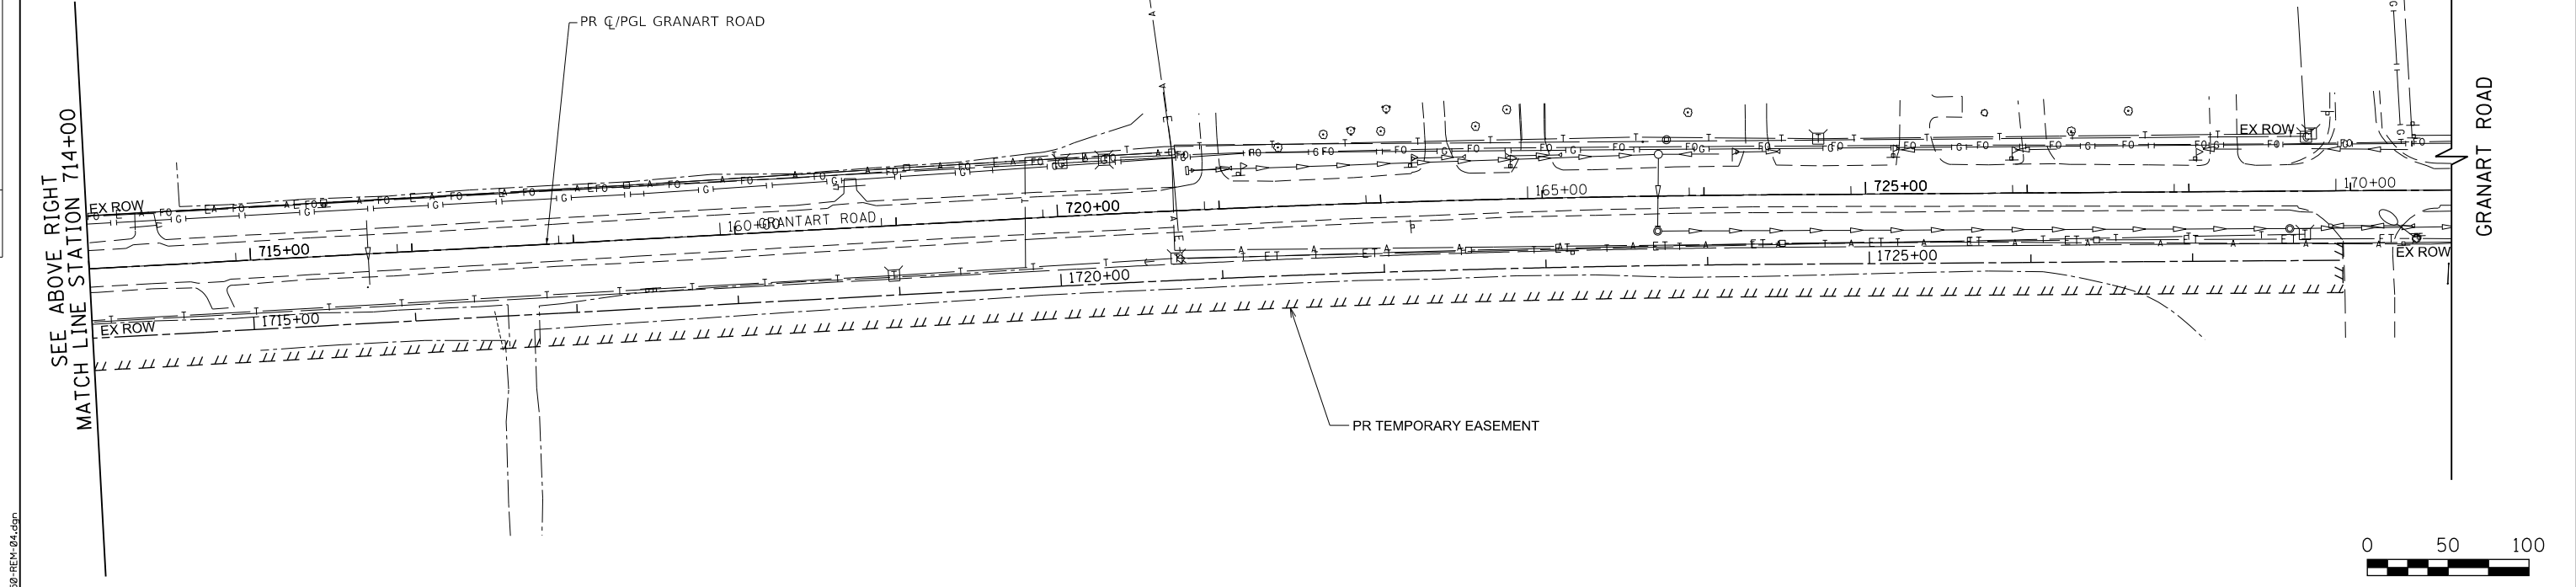 PR ℄/PGL GRANART ROAD
SEE ABOVE RIGHT
MATCH LINE STATION 714+00
GRANART ROAD
EX ROW
EX ROW
165+00
725+00
170+00
EX ROW
720+00
160+00
GRANTART ROAD
715+00
EX ROW
1720+00
1725+00
1715+00
EX ROW
PR TEMPORARY EASEMENT
0 50 100